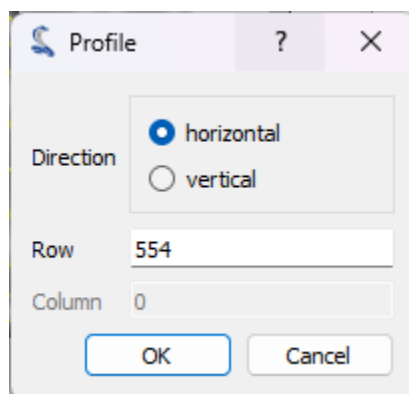 Profile ?
horizontal
Direction
vertical
Row 554
Column 0
OK Cancel